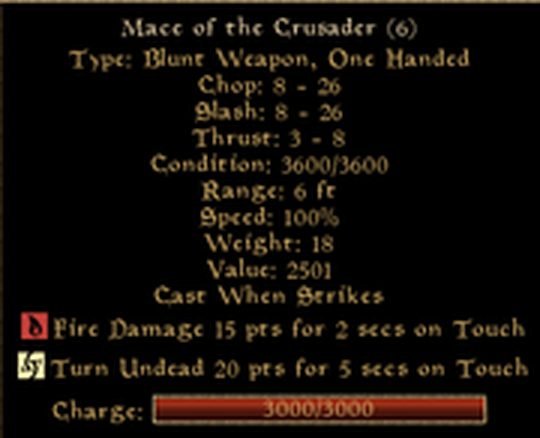 Mace of the Crusader (6)
Type: Blunt Weapon, One Handed
Chop: 8 - 26
Slash: 8 - 26
Thrust: 3 - 8
Condition: 3600/3600
Range: 6 ft
Speed: 100%
Weight: 18
Value: 2501
Cast When Strikes
Fire Damage 15 pts for 2 secs on Touch
Turn Undead 20 pts for 5 secs on Touch
Charge: 3000/3000